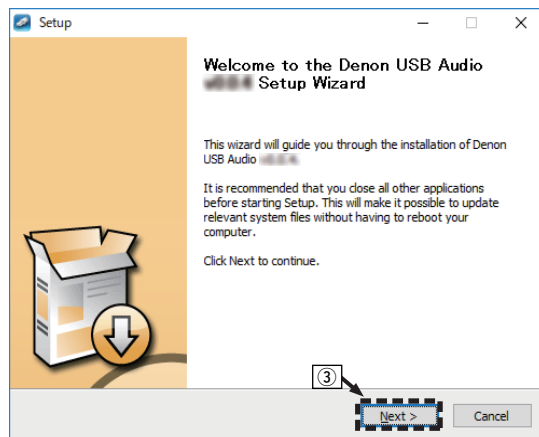 Setup
Welcome to the Denon USB Audio
Setup Wizard
This wizard will guide you through the installation of Denon
USB Audio
It is recommended that you close all other applications
before starting Setup. This will make it possible to update
relevant system files without having to reboot your
computer.
Click Next to continue.
③
Next >
Cancel